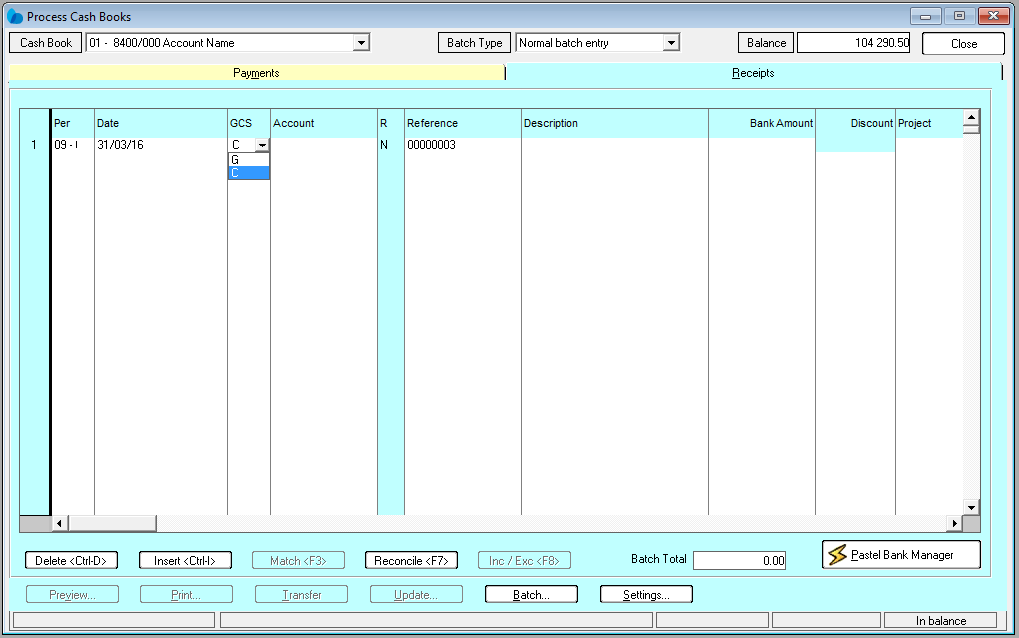 Process Cash Books
Cash Book 01 - 8400/000 Account Name Batch Type Normal batch entry Balance 104 290.50 Close
Payments Receipts
Per Date GCS Account R Reference Description Bank Amount Discount Project
1 09 - 31/03/16 C N 00000003
G
C
Delete <Ctrl-D> Insert <Ctrl-I> Match <F3> Reconcile <F7> Inc / Exc <F8> Batch Total 0.00 Pastel Bank Manager
Preview... Print... Transfer Update... Batch... Settings...
In balance